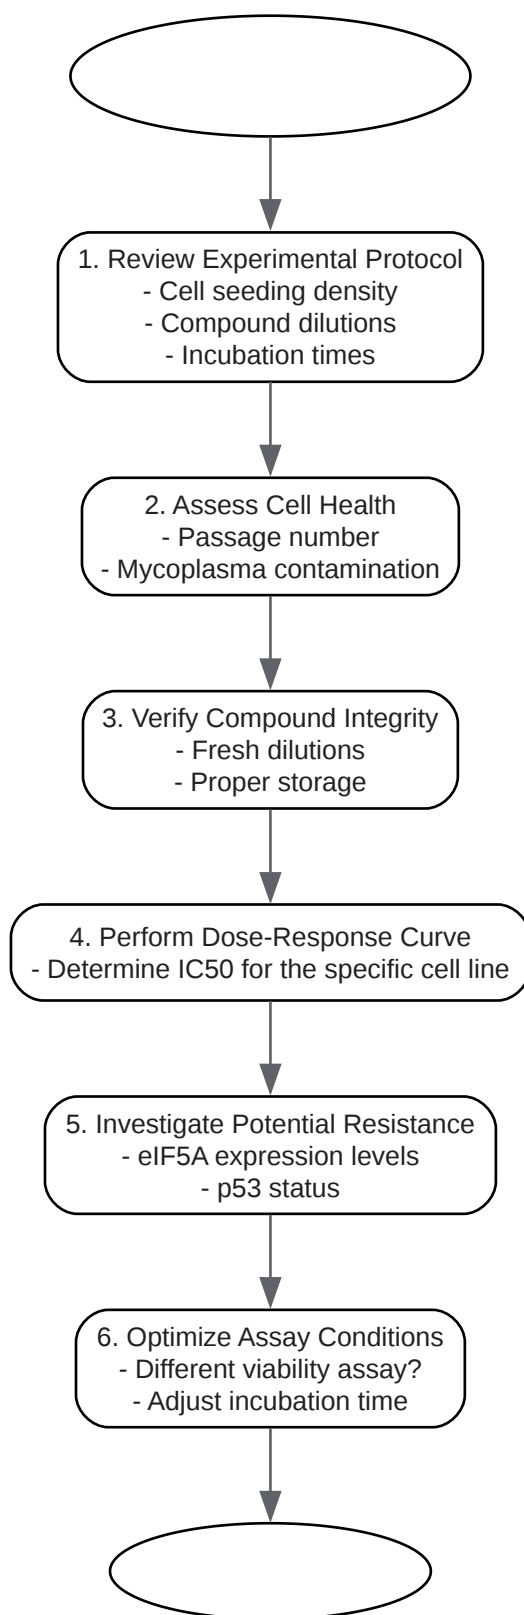 1. Review Experimental Protocol
- Cell seeding density
- Compound dilutions
- Incubation times
2. Assess Cell Health
- Passage number
- Mycoplasma contamination
3. Verify Compound Integrity
- Fresh dilutions
- Proper storage
4. Perform Dose-Response Curve
- Determine IC50 for the specific cell line
5. Investigate Potential Resistance
- eIF5A expression levels
- p53 status
6. Optimize Assay Conditions
- Different viability assay?
- Adjust incubation time